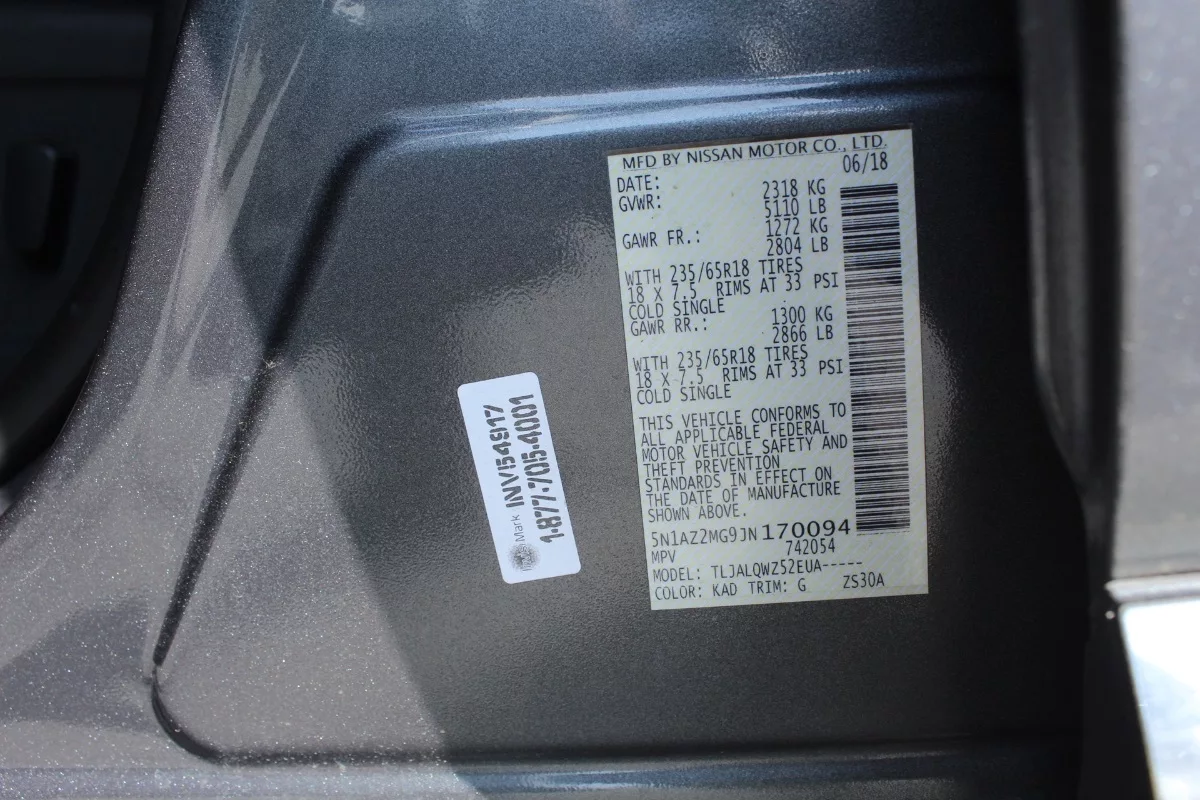 MFD BY NISSAN MOTOR CO., LTD.
DATE: 06/18
GVWR: 2318 KG
5110 LB
GAWR FR.: 1272 KG
2804 LB
WITH 235/65R18 TIRES
18 X 7.5 RIMS AT 33 PSI
COLD SINGLE
GAWR RR.: 1300 KG
2866 LB
WITH 235/65R18 TIRES
18 X 7.5 RIMS AT 33 PSI
COLD SINGLE
THIS VEHICLE CONFORMS TO
ALL APPLICABLE FEDERAL
MOTOR VEHICLE SAFETY AND
THEFT PREVENTION
STANDARDS IN EFFECT ON
THE DATE OF MANUFACTURE
SHOWN ABOVE.
5N1AZ2MG9JN170094
MPV 742054
MODEL: TLJALQWZ52EUA-----
COLOR: KAD TRIM: G ZS30A
Mark
1-877-705-4001